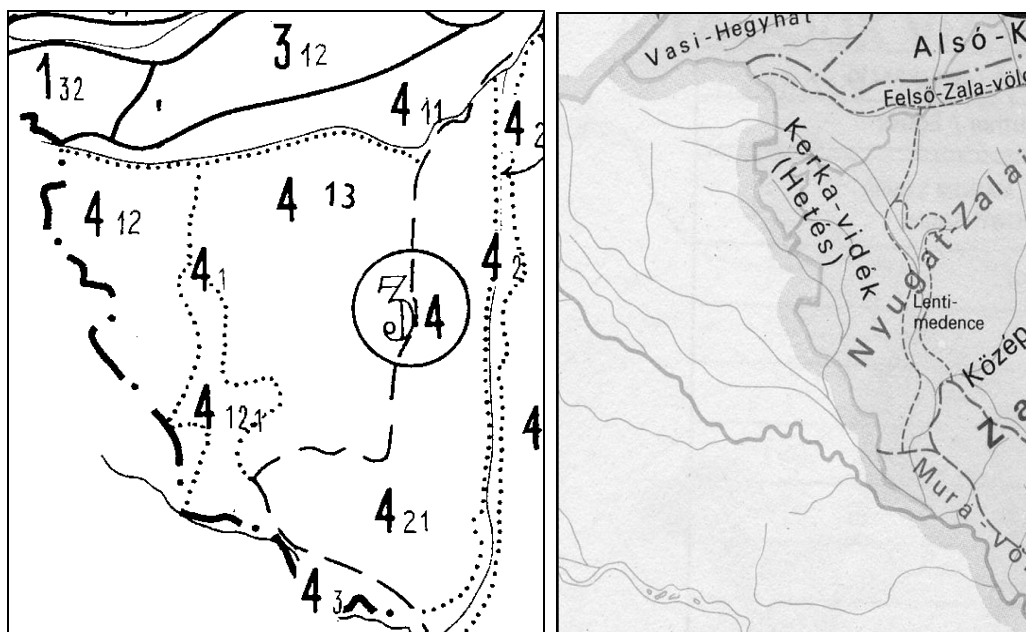 3 12
1 32
4 11
4 2
4 12
4 13
4 1
4 2
3 4
4 12.1
4
4 21
4 3
Vasi-Hegyhát
Alsó-K
Felső-Zala-völg
Kerka-vidék
(Hetés)
Nyugat-Zalai
Lenti-
medence
Közép
Za
Mura-vö